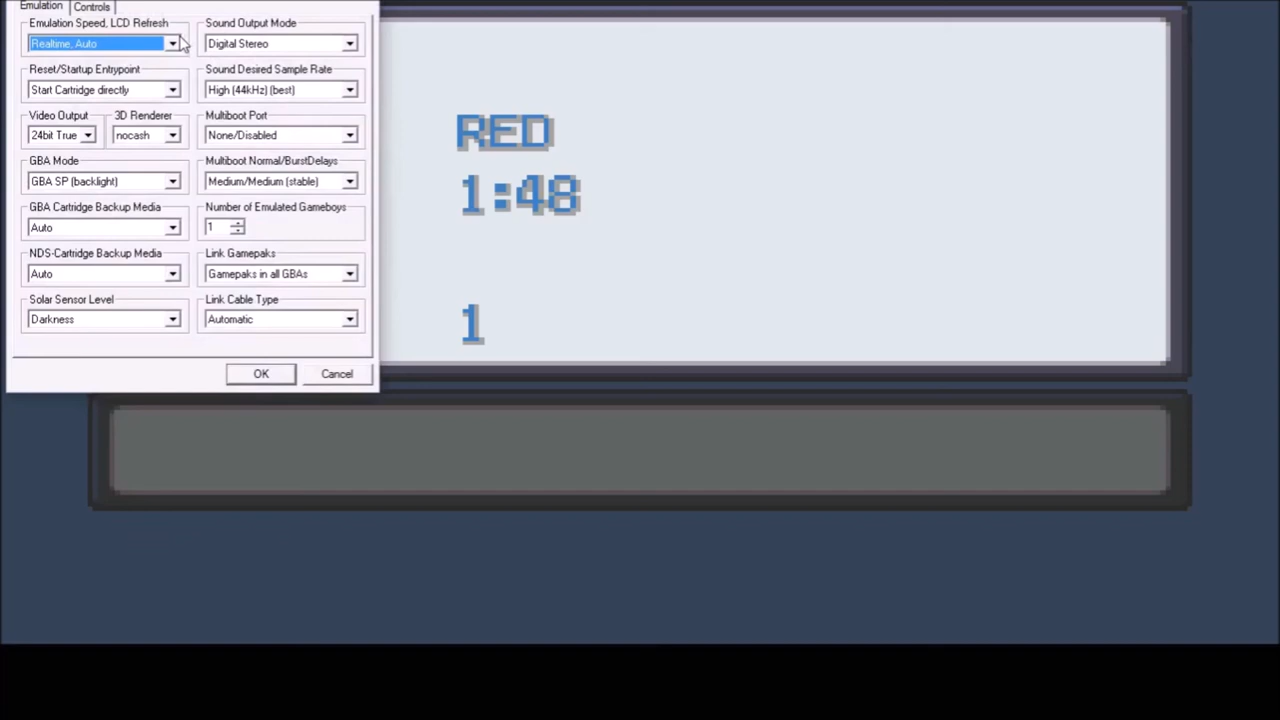 Emulation Controls
Emulation Speed, LCD Refresh
Realtime, Auto
Reset/Startup Entrypoint
Start Cartridge directly
Video Output 3D Renderer
24bit True nocash
GBA Mode
GBA SP (backlight)
GBA Cartridge Backup Media
Auto
NDS-Cartridge Backup Media
Auto
Solar Sensor Level
Darkness
Sound Output Mode
Digital Stereo
Sound Desired Sample Rate
High (44kHz) (best)
Multiboot Port
None/Disabled
Multiboot Normal/BurstDelays
Medium/Medium (stable)
Number of Emulated Gameboys
1
Link Gamepaks
Gamepaks in all GBAs
Link Cable Type
Automatic
OK Cancel
RED
1:48
1